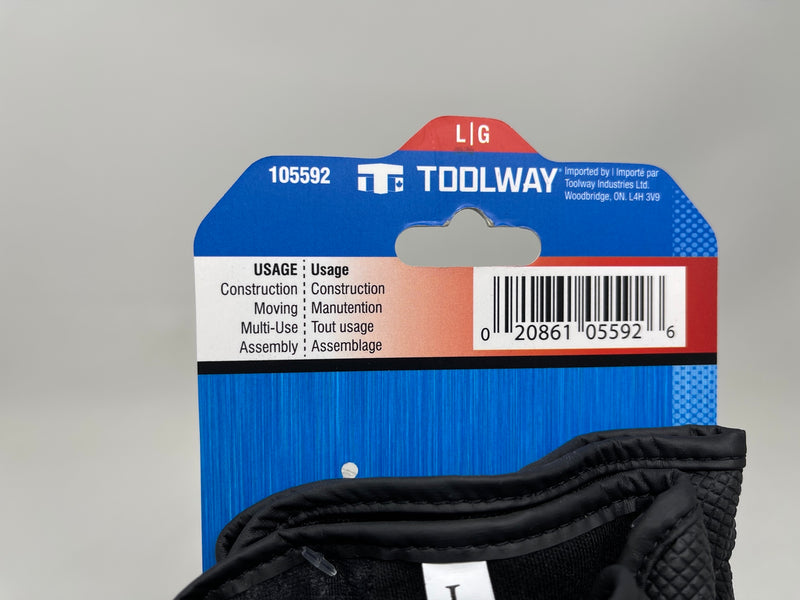 L|G
105592
TOOLWAY
Imported by | Importé par
Toolway Industries Ltd.
Woodbridge, ON. L4H 3V9
USAGE Usage
Construction Construction
Moving Manutention
Multi-Use Tout usage
Assembly Assemblage
0 20861 05592 6